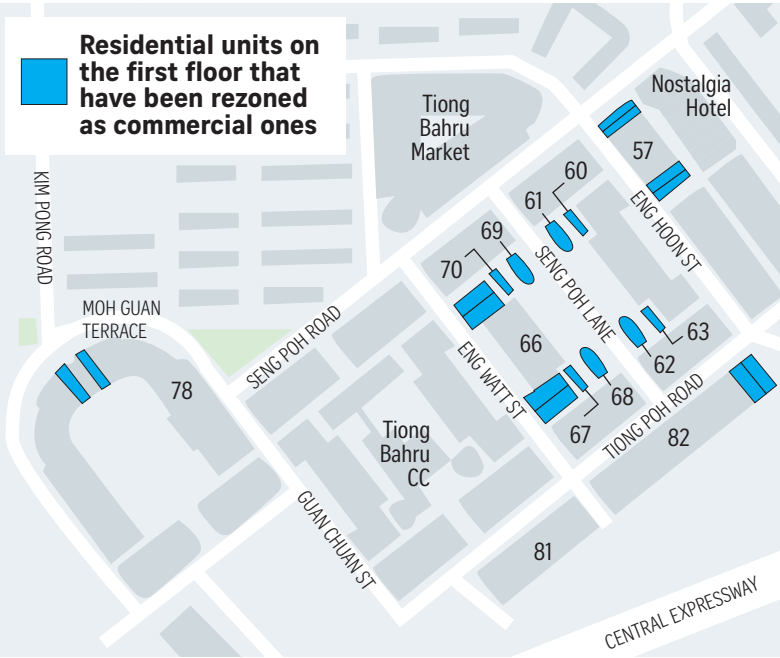 Residential units on
the first floor that
have been rezoned
as commercial ones
Tiong
Bahru
Market
Nostalgia
Hotel
57
60
61
KIM PONG ROAD
ENG HOON ST
69
70
SENG POH LANE
MOH GUAN
TERRACE
SENG POH ROAD
66
63
62
ENG WATT ST
78
68
67
TIONG POH ROAD
82
Tiong
Bahru
CC
GUAN CHUAN ST
81
CENTRAL EXPRESSWAY